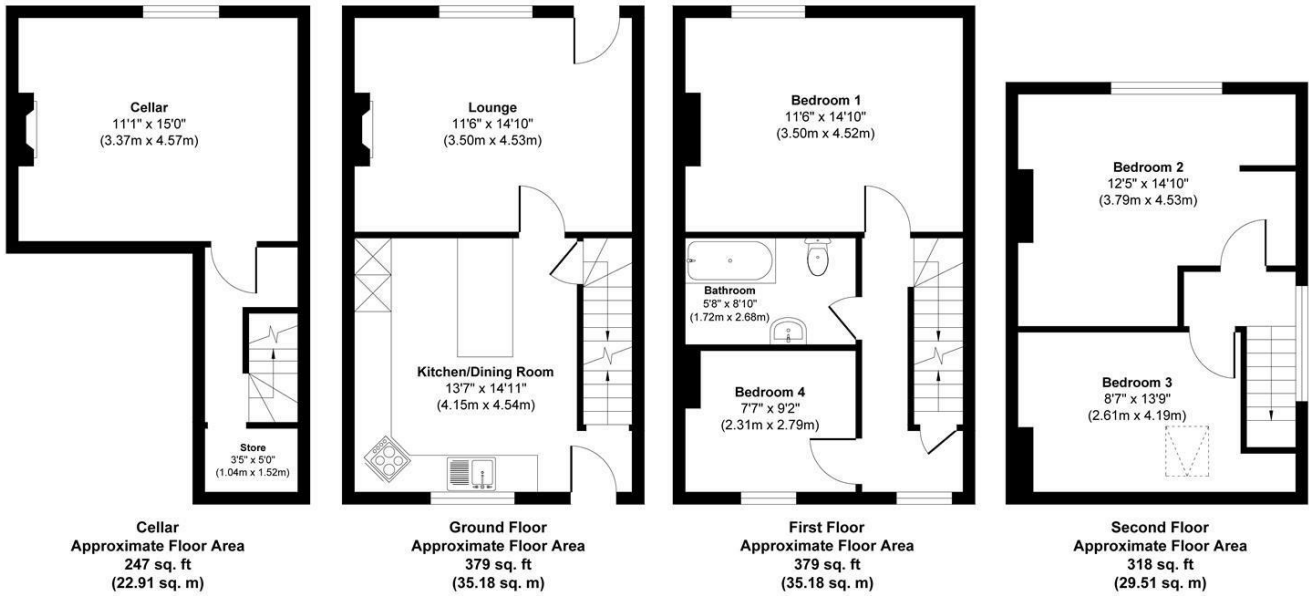 Cellar
11'1" x 15'0"
(3.37m x 4.57m)
Store
3'5" x 5'0"
(1.04m x 1.52m)
Cellar
Approximate Floor Area
247 sq. ft
(22.91 sq. m)
Lounge
11'6" x 14'10"
(3.50m x 4.53m)
Kitchen/Dining Room
13'7" x 14'11"
(4.15m x 4.54m)
Ground Floor
Approximate Floor Area
379 sq. ft
(35.18 sq. m)
Bedroom 1
11'6" x 14'10"
(3.50m x 4.52m)
Bathroom
5'8" x 8'10"
(1.72m x 2.68m)
Bedroom 4
7'7" x 9'2"
(2.31m x 2.79m)
First Floor
Approximate Floor Area
379 sq. ft
(35.18 sq. m)
Bedroom 2
12'5" x 14'10"
(3.79m x 4.53m)
Bedroom 3
8'7" x 13'9"
(2.61m x 4.19m)
Second Floor
Approximate Floor Area
318 sq. ft
(29.51 sq. m)